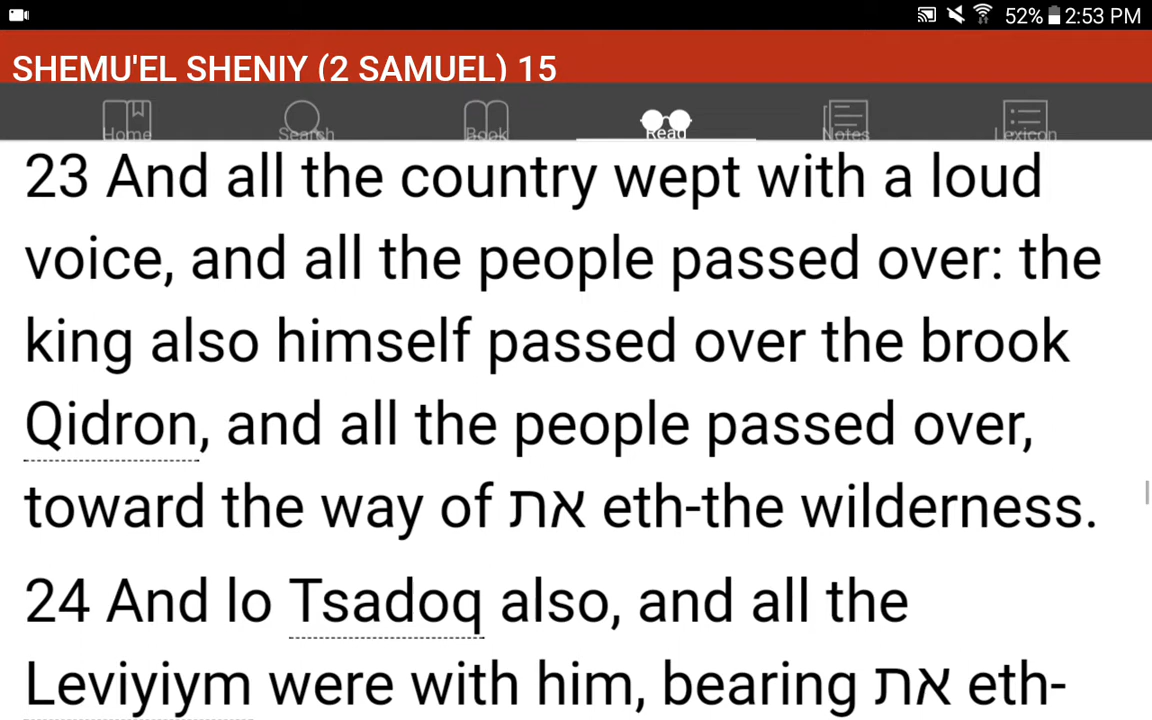 52% 2:53 PM
SHEMU'EL SHENIY (2 SAMUEL) 15
Home Search Book Read Notes Lexicon
23 And all the country wept with a loud
voice, and all the people passed over: the
king also himself passed over the brook
Qidron, and all the people passed over,
toward the way of את eth-the wilderness.
24 And lo Tsadoq also, and all the
Leviyiym were with him, bearing את eth-